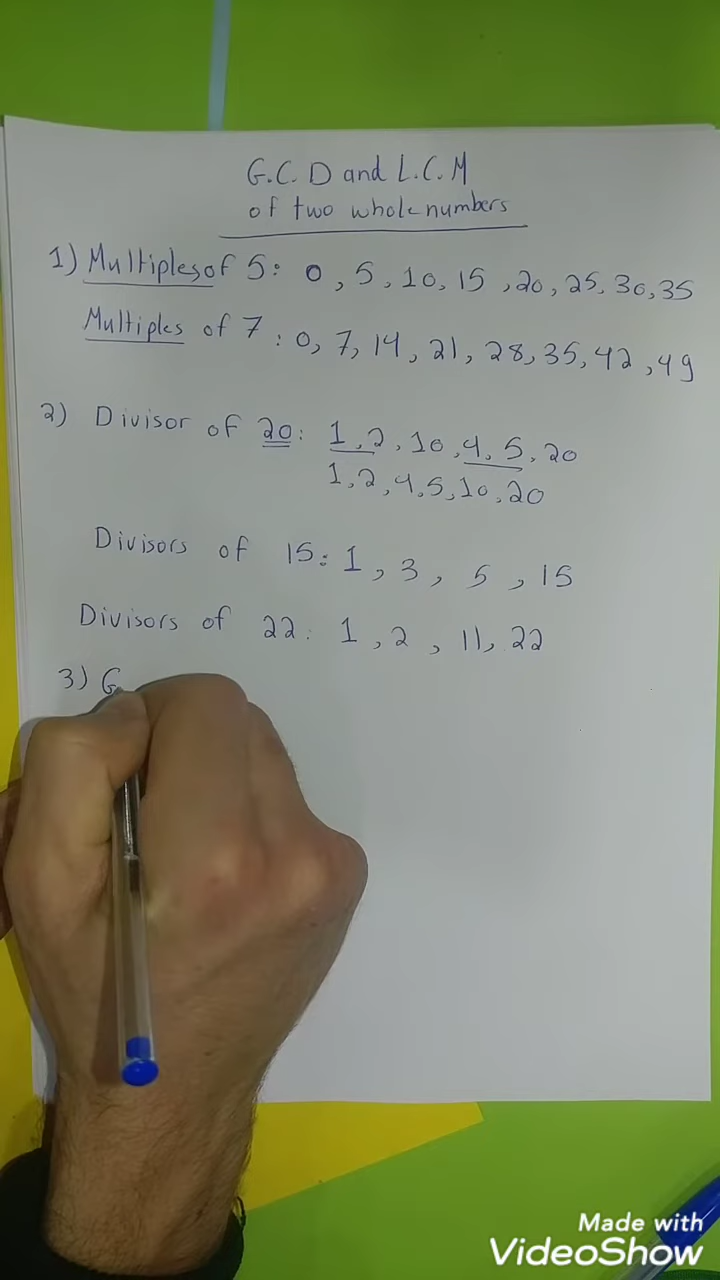 G.C.D and L.C.M
of two whole numbers
1) Multiples of 5: 0, 5, 10, 15, 20, 25, 30, 35
Multiples of 7: 0, 7, 14, 21, 28, 35, 42, 49
2) Divisor of 20: 1, 2, 10, 4, 5, 20
1, 2, 4, 5, 10, 20
Divisors of 15: 1, 3, 5, 15
Divisors of 22: 1, 2, 11, 22
3) G
Made with
VideoShow